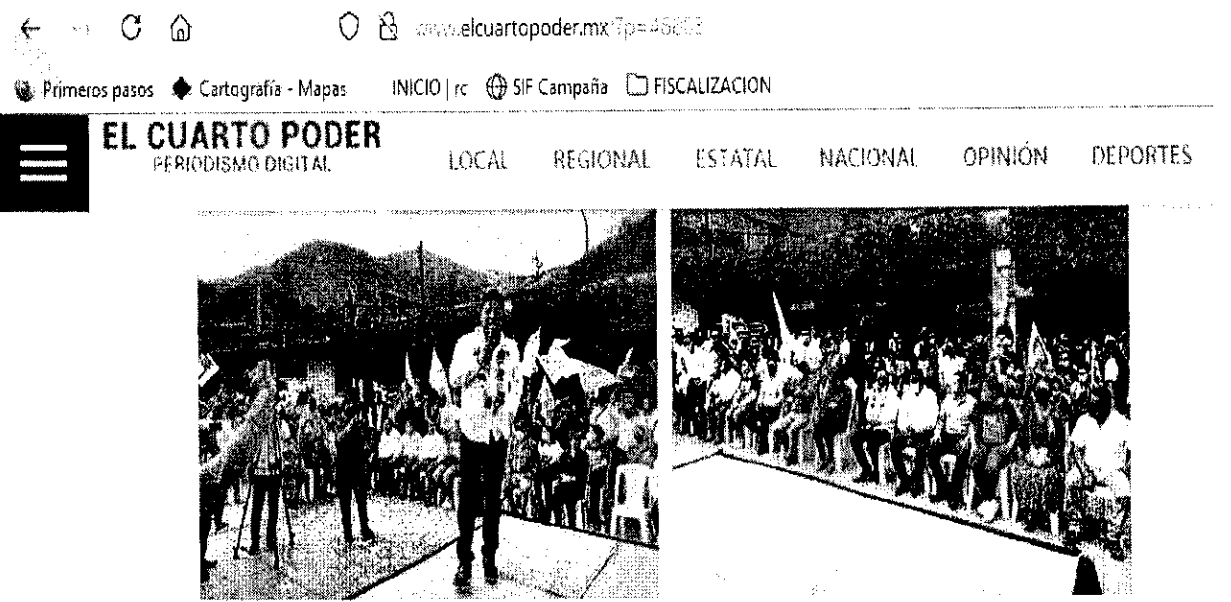 www.elcuartopoder.mx
Primeros pasos Cartografía - Mapas INICIO | rc SIF Campaña FISCALIZACION
EL CUARTO PODER
PERIODISMO DIGITAL
LOCAL REGIONAL ESTATAL NACIONAL OPINIÓN DEPORTES